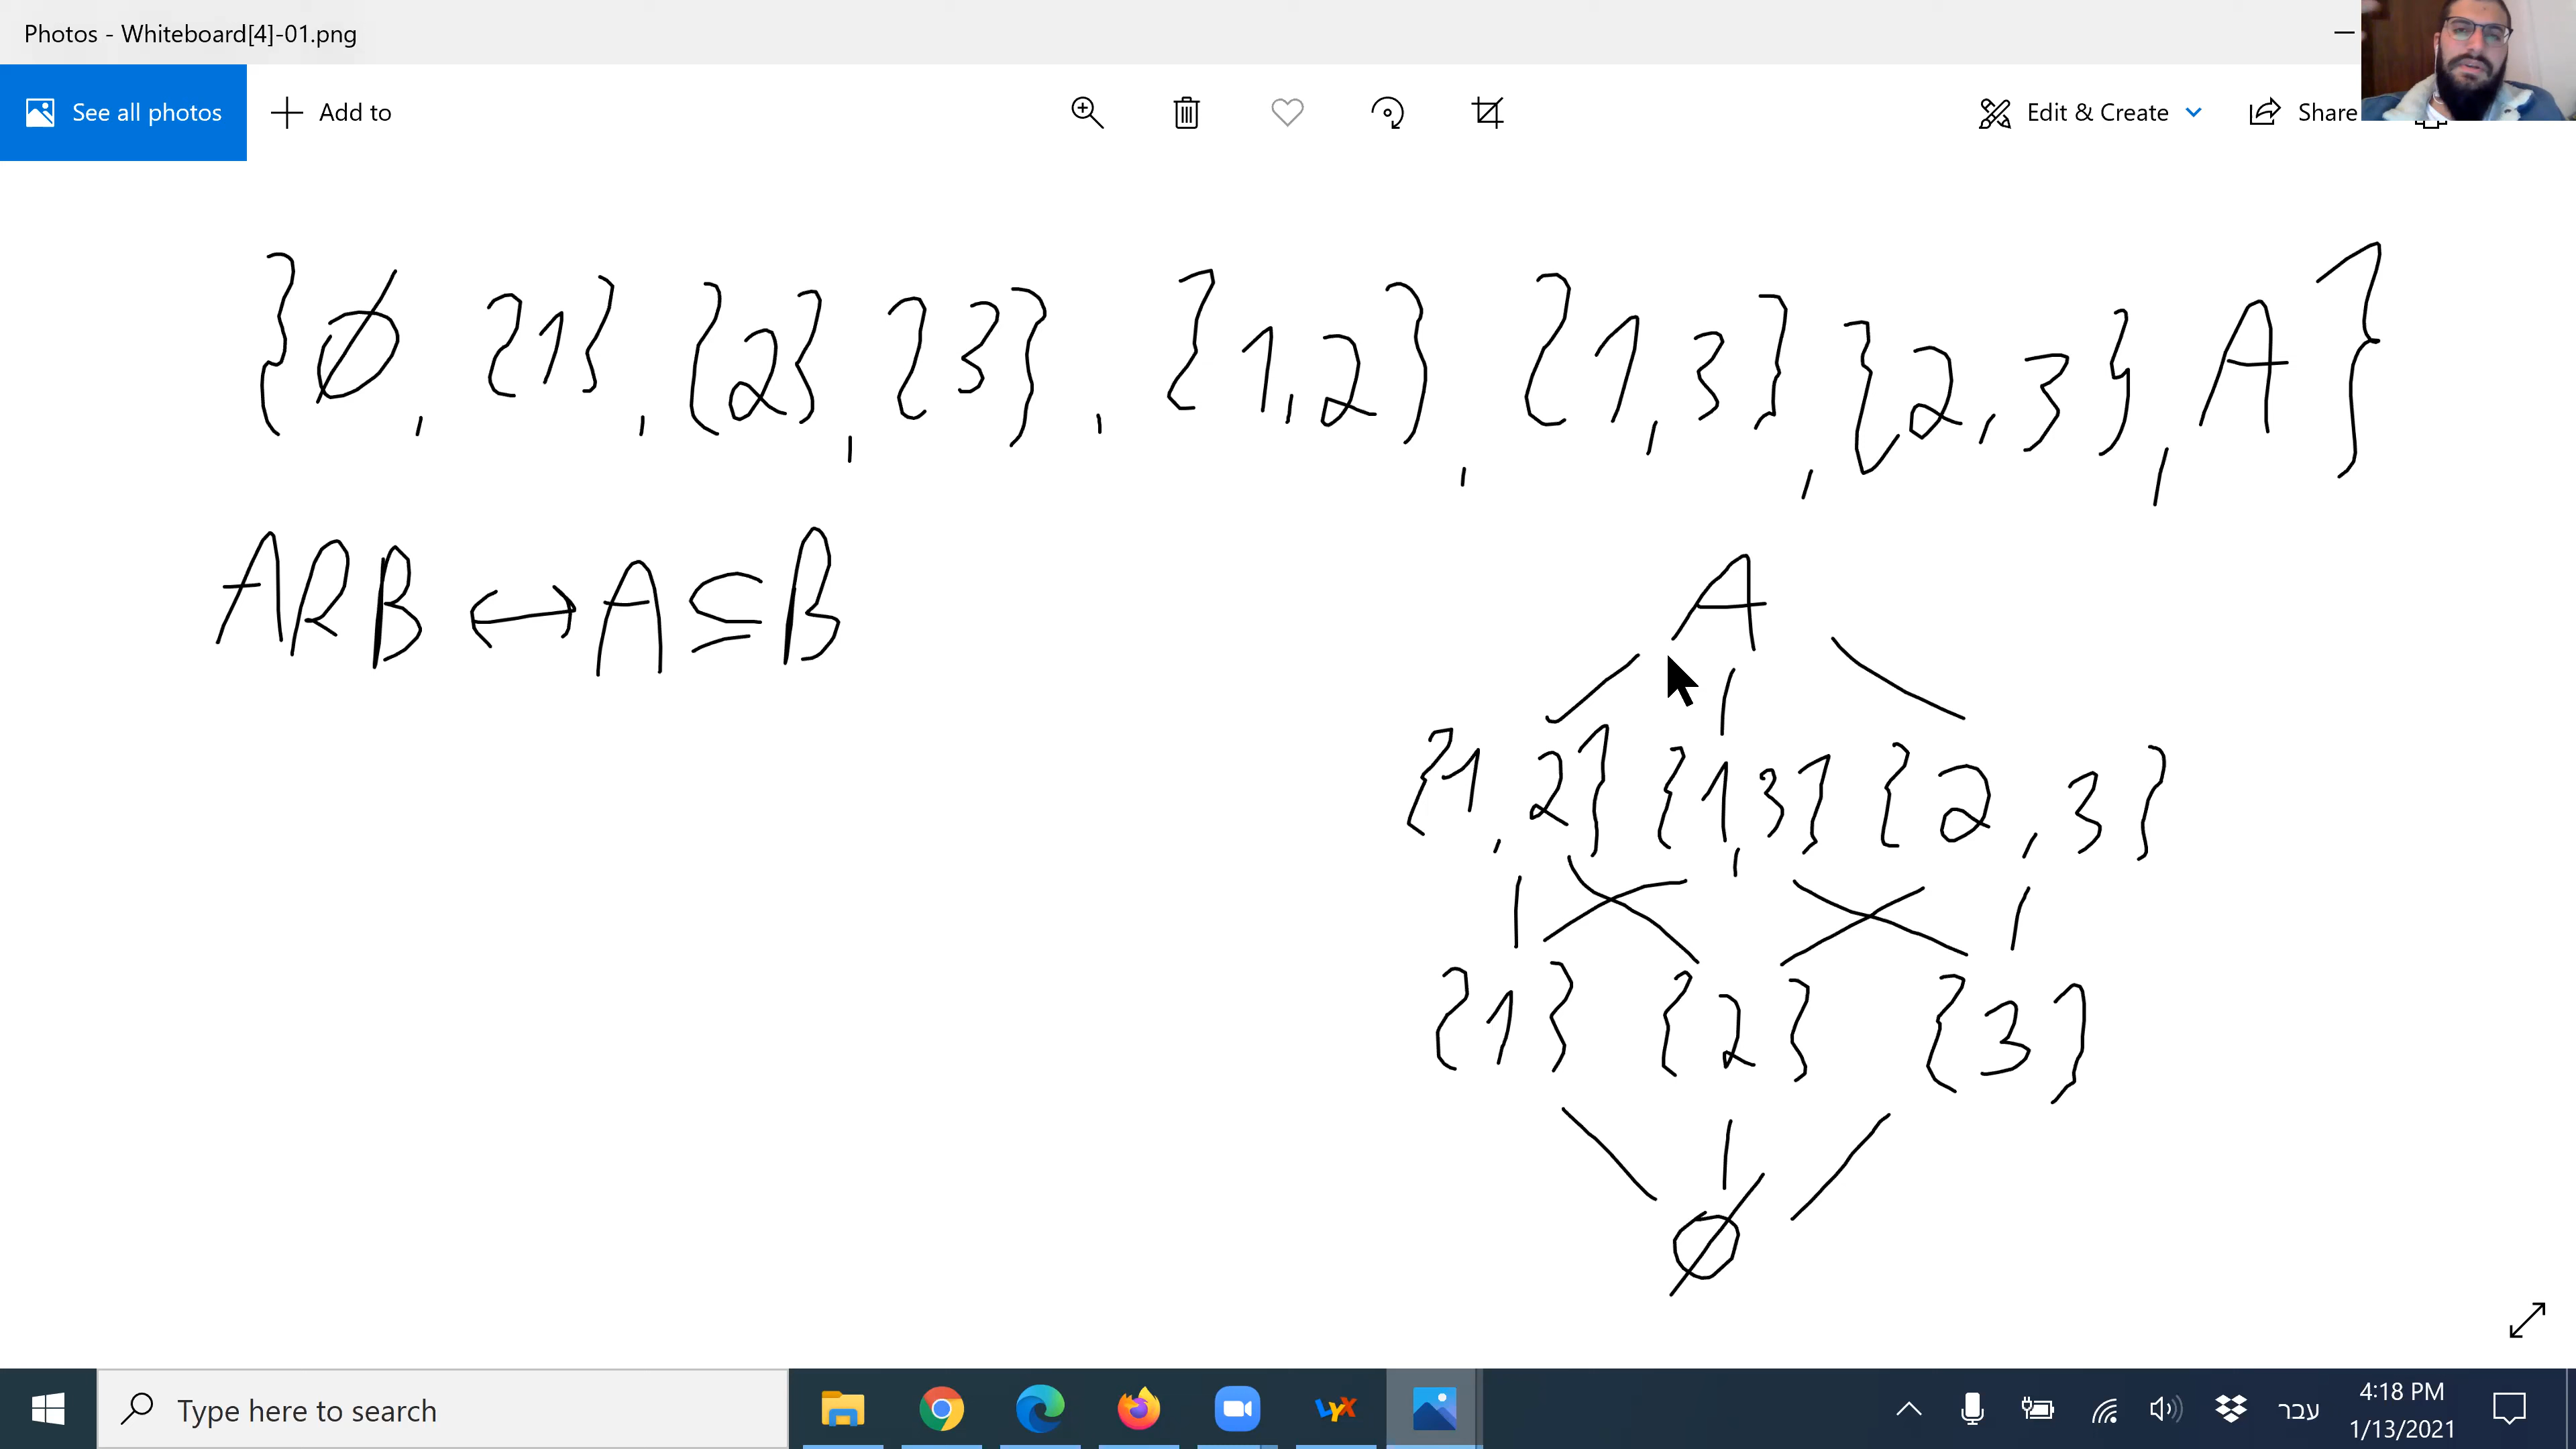 Photos - Whiteboard[4]-01.png
See all photos
Add to
Edit & Create
Share
{∅, {1}, {2}, {3}, {1,2}, {1,3}, {2,3}, A}
ARB ↔ A ⊆ B
A
{1,2} {1,3} {2,3}
{1} {2} {3}
∅
Type here to search
LyX
עבר
4:18 PM
1/13/2021